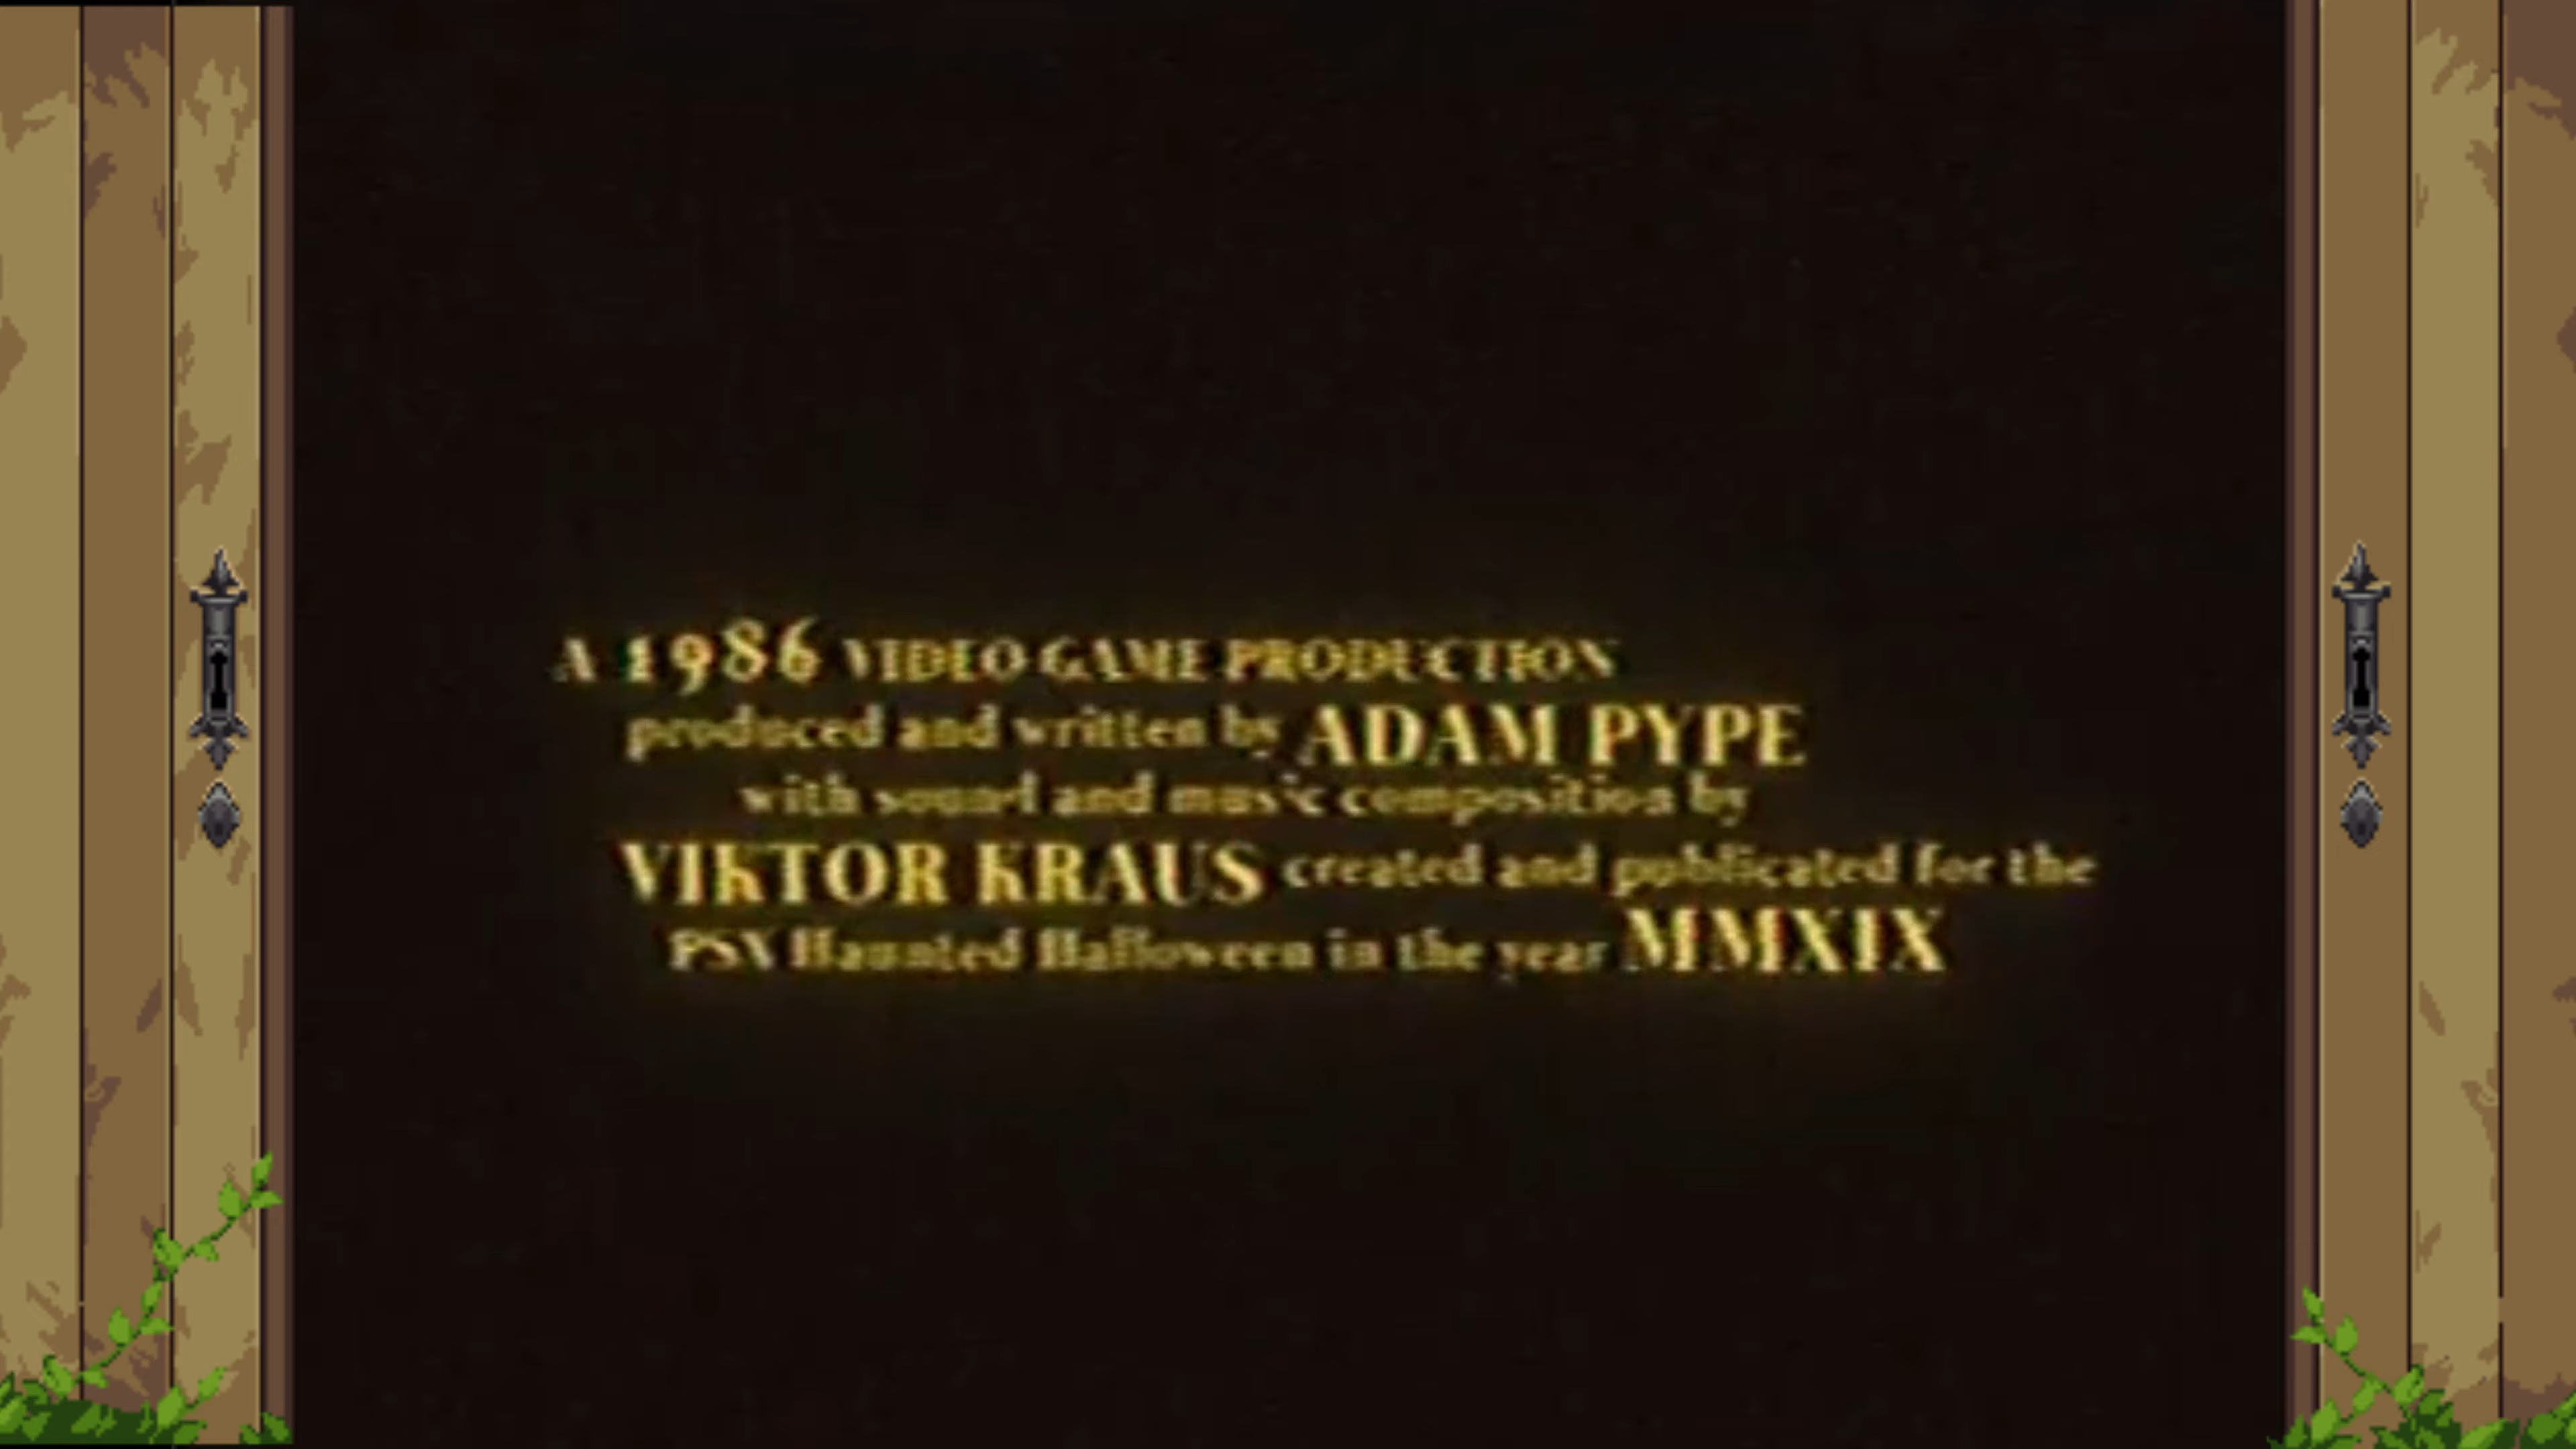 A 1986 VIDEO GAME PRODUCTION
produced and written by ADAM PYPE
with sound and music composition by
VIKTOR KRAUS created and publicated for the
PSX Haunted Halloween in the year MMXIX